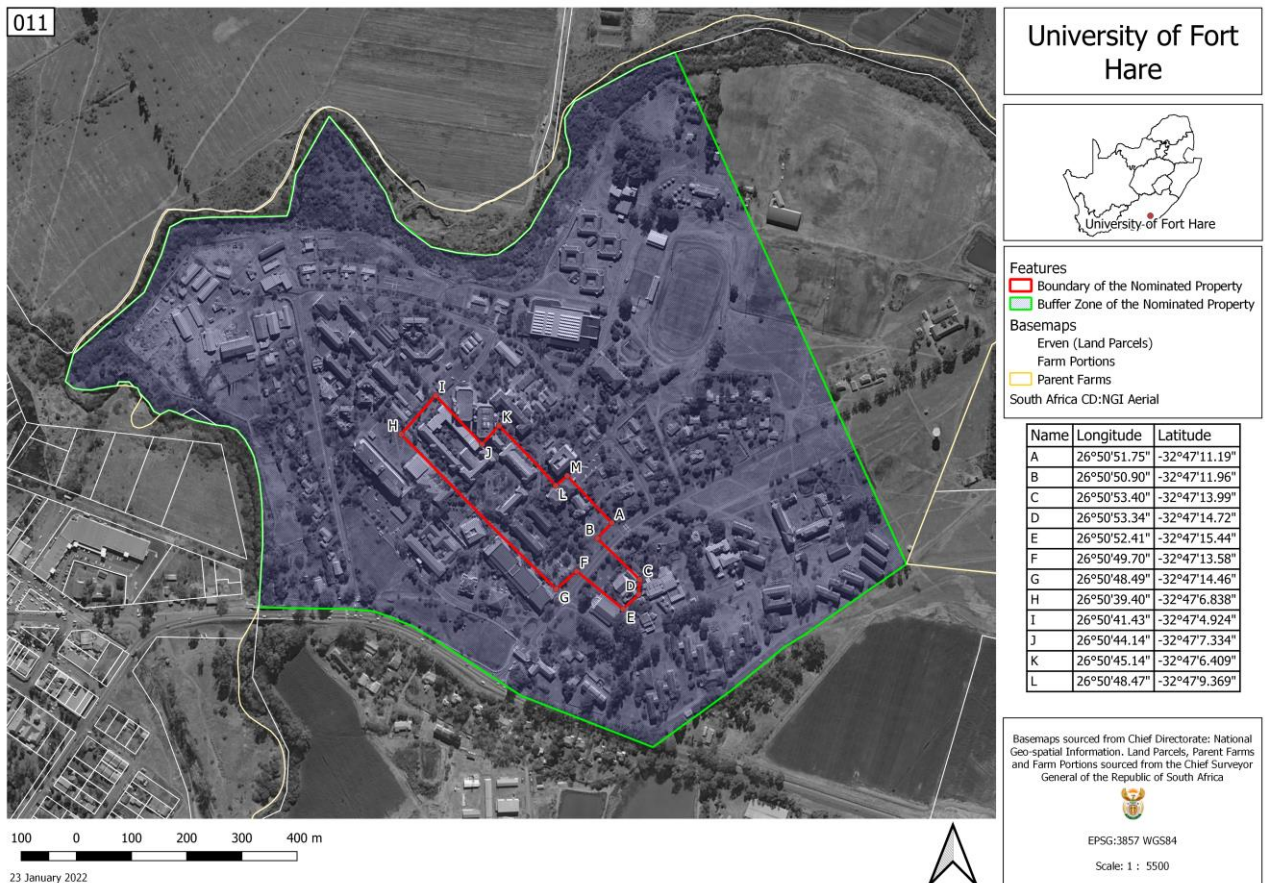 011
I
K
H
J
M
L
A
B
C
F
D
G
E
100 0 100 200 300 400 m
23 January 2022
University of Fort
Hare
University of Fort Hare
Features
Boundary of the Nominated Property
Buffer Zone of the Nominated Property
Basemaps
Erven (Land Parcels)
Farm Portions
Parent Farms
South Africa CD:NGI Aerial
Name Longitude Latitude
A 26°50'51.75" -32°47'11.19"
B 26°50'50.90" -32°47'11.96"
C 26°50'53.40" -32°47'13.99"
D 26°50'53.34" -32°47'14.72"
E 26°50'52.41" -32°47'15.44"
F 26°50'49.70" -32°47'13.58"
G 26°50'48.49" -32°47'14.46"
H 26°50'39.40" -32°47'6.838"
I 26°50'41.43" -32°47'4.924"
J 26°50'44.14" -32°47'7.334"
K 26°50'45.14" -32°47'6.409"
L 26°50'48.47" -32°47'9.369"
Basemaps sourced from Chief Directorate: National
Geo-spatial Information. Land Parcels, Parent Farms
and Farm Portions sourced from the Chief Surveyor
General of the Republic of South Africa
EPSG:3857 WGS84
Scale: 1 : 5500